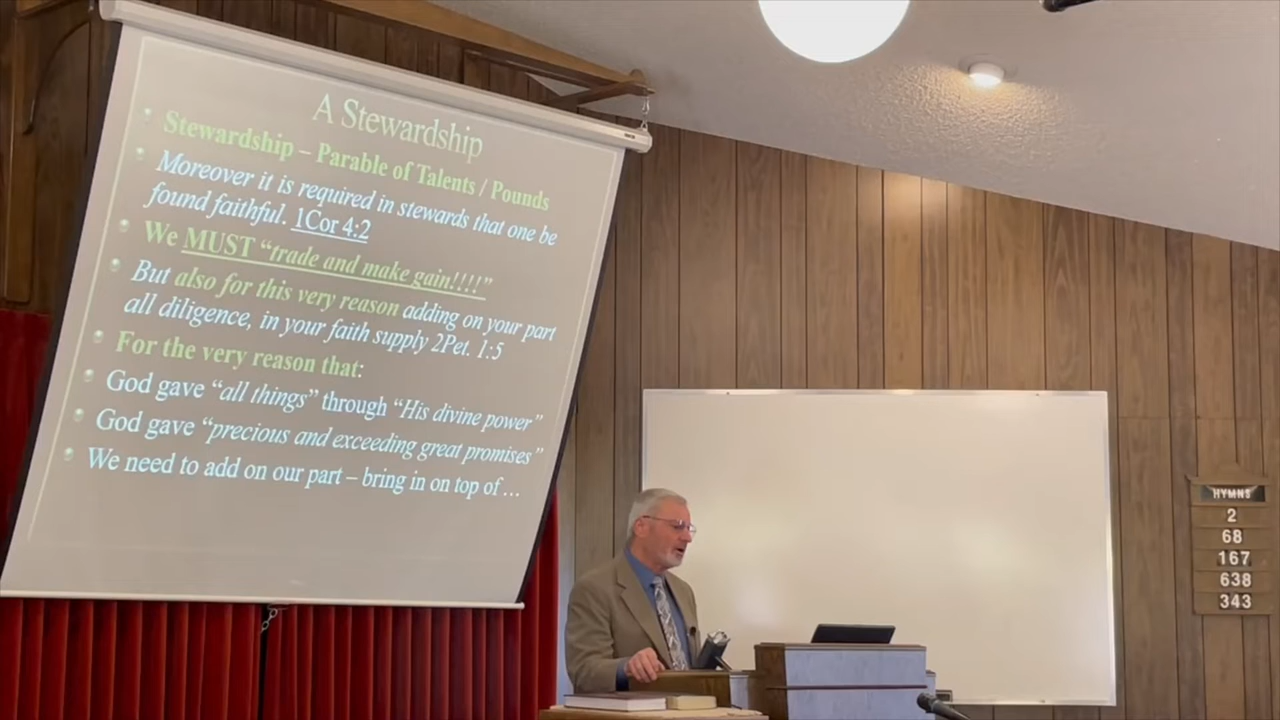 A Stewardship
Stewardship – Parable of Talents / Pounds
Moreover it is required in stewards that one be
found faithful. 1Cor 4:2
We MUST “trade and make gain!!!!”
But also for this very reason adding on your part
all diligence, in your faith supply 2Pet. 1:5
For the very reason that:
God gave “all things” through “His divine power”
God gave “precious and exceeding great promises”
We need to add on our part – bring in on top of …
HYMNS
2
68
167
638
343